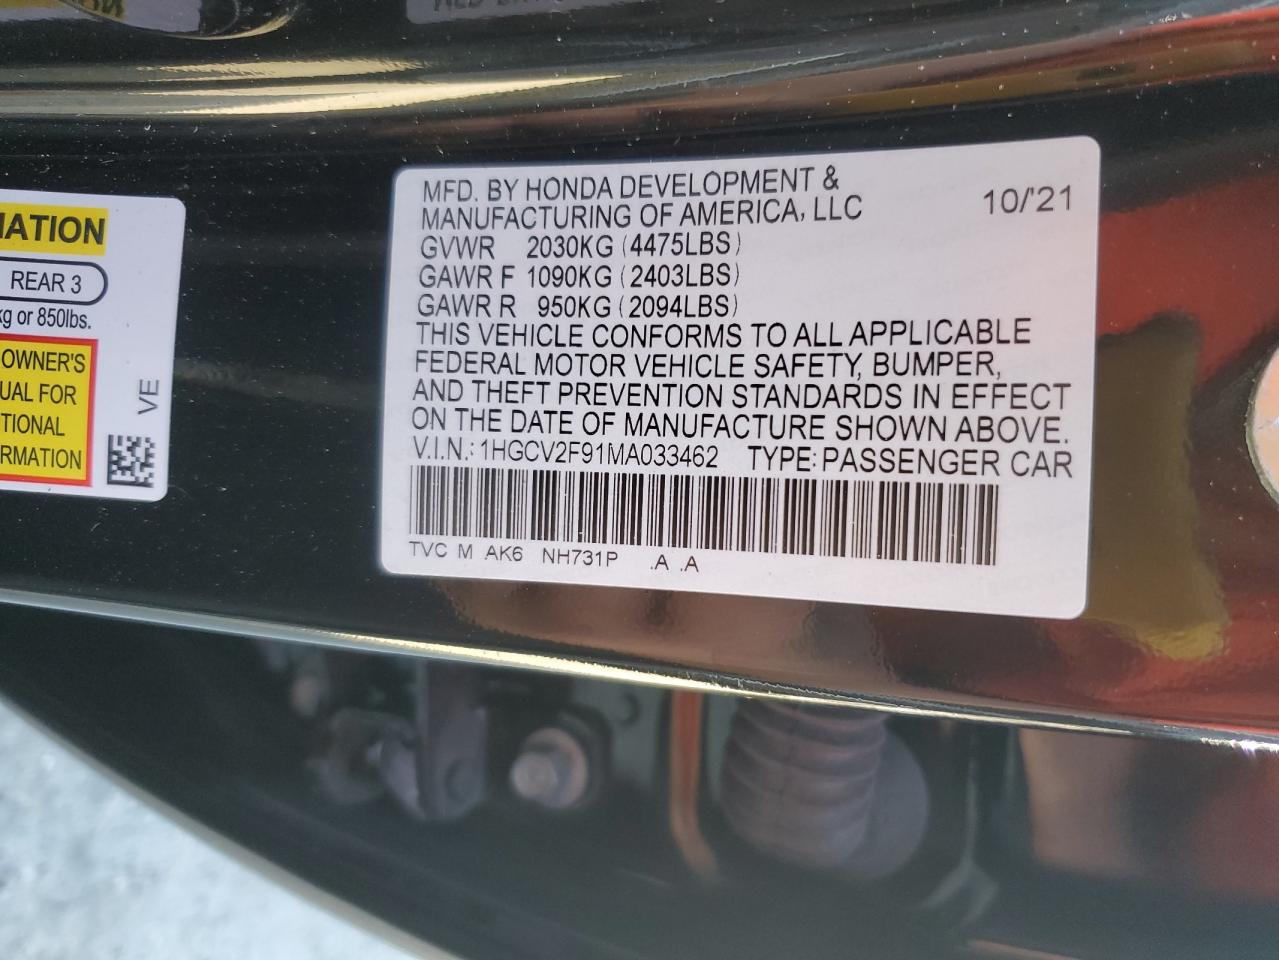 MATION
REAR 3
kg or 850lbs.
OWNER'S
UAL FOR
TIONAL
RMATION
VE
MFD. BY HONDA DEVELOPMENT &
MANUFACTURING OF AMERICA, LLC 10/'21
GVWR 2030KG (4475LBS)
GAWR F 1090KG (2403LBS)
GAWR R 950KG (2094LBS)
THIS VEHICLE CONFORMS TO ALL APPLICABLE
FEDERAL MOTOR VEHICLE SAFETY, BUMPER,
AND THEFT PREVENTION STANDARDS IN EFFECT
ON THE DATE OF MANUFACTURE SHOWN ABOVE.
V.I.N.: 1HGCV2F91MA033462 TYPE: PASSENGER CAR
TVC M AK6 NH731P .A .A